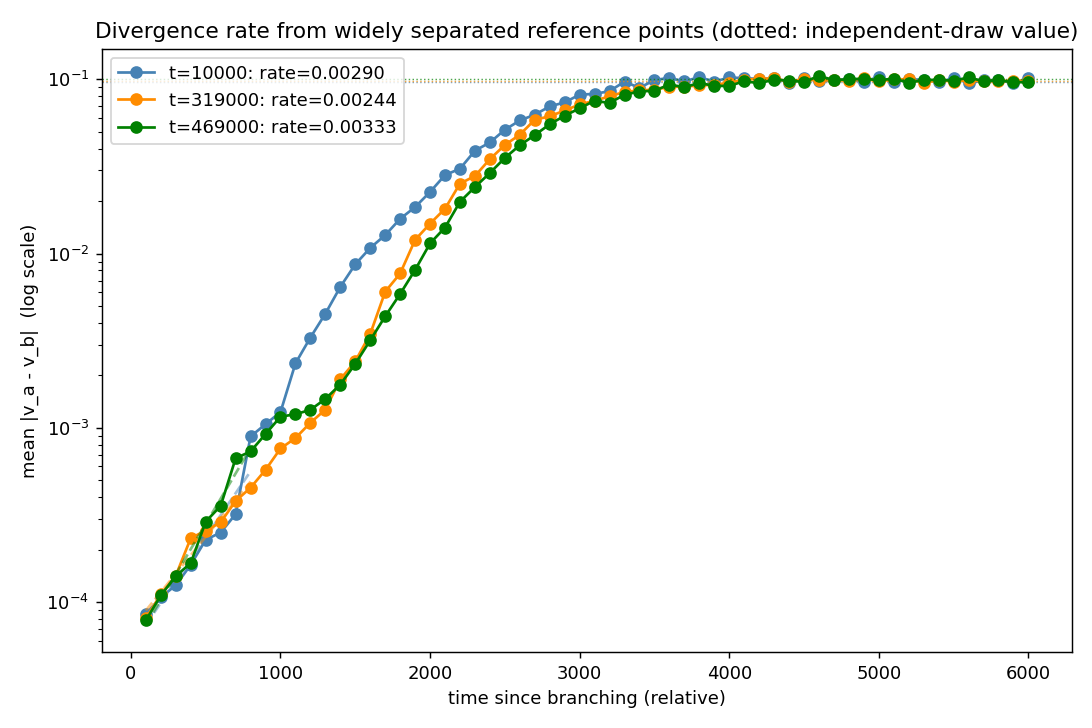 Divergence rate from widely separated reference points (dotted: independent-draw value)
t=10000: rate=0.00290
t=319000: rate=0.00244
t=469000: rate=0.00333
mean |v_a - v_b|  (log scale)
10⁻¹
10⁻²
10⁻³
10⁻⁴
0 1000 2000 3000 4000 5000 6000
time since branching (relative)